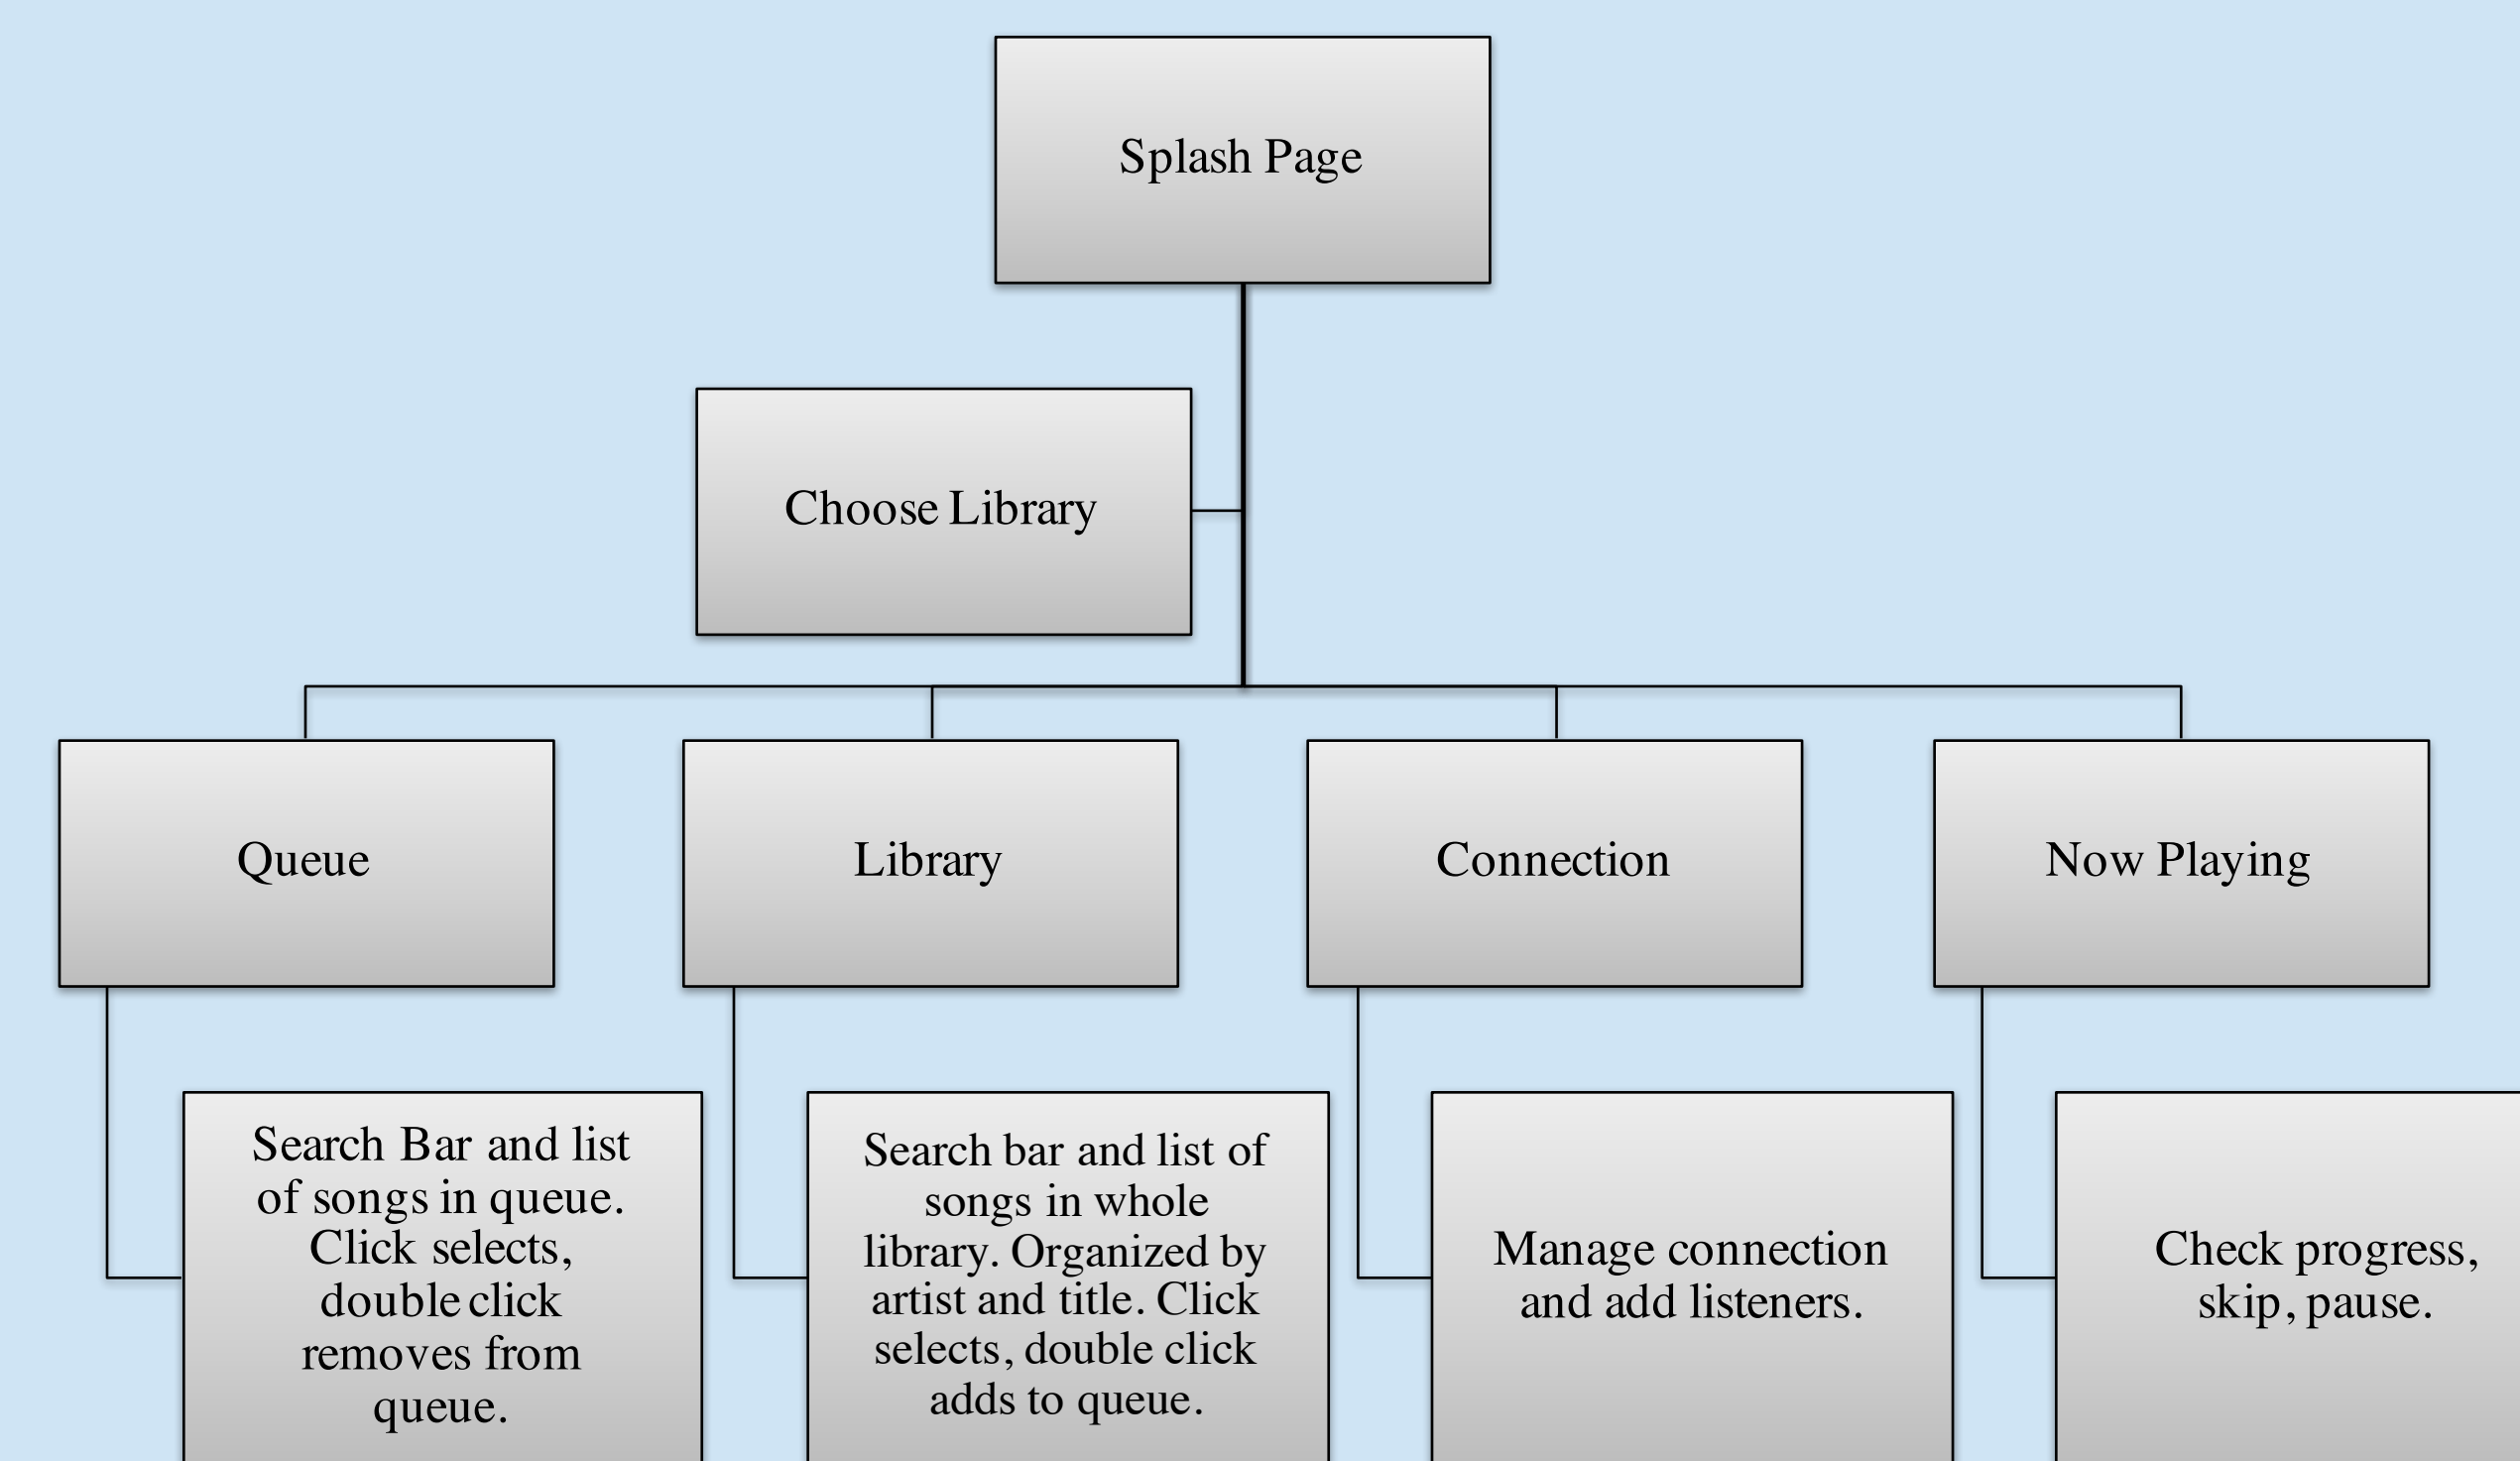 Splash Page
Choose Library
Queue
Library
Connection
Now Playing
Search Bar and list
of songs in queue.
Click selects,
double click
removes from
queue.
Search bar and list of
songs in whole
library. Organized by
artist and title. Click
selects, double click
adds to queue.
Manage connection
and add listeners.
Check progress,
skip, pause.